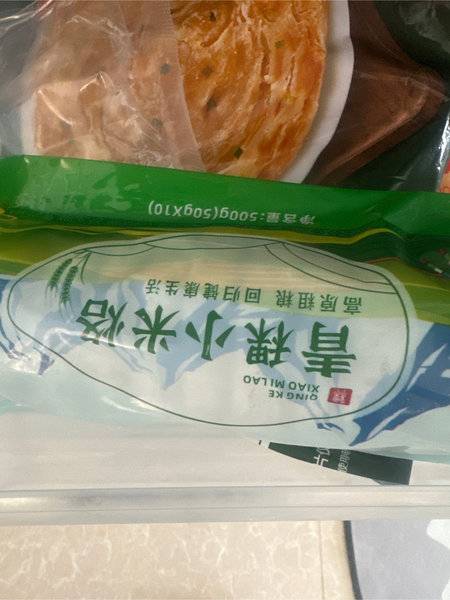 QING KE
XIAO MI LAO
青稞小米烙
高原粗粮 回归健康生活
净含量:500g(50gX10)